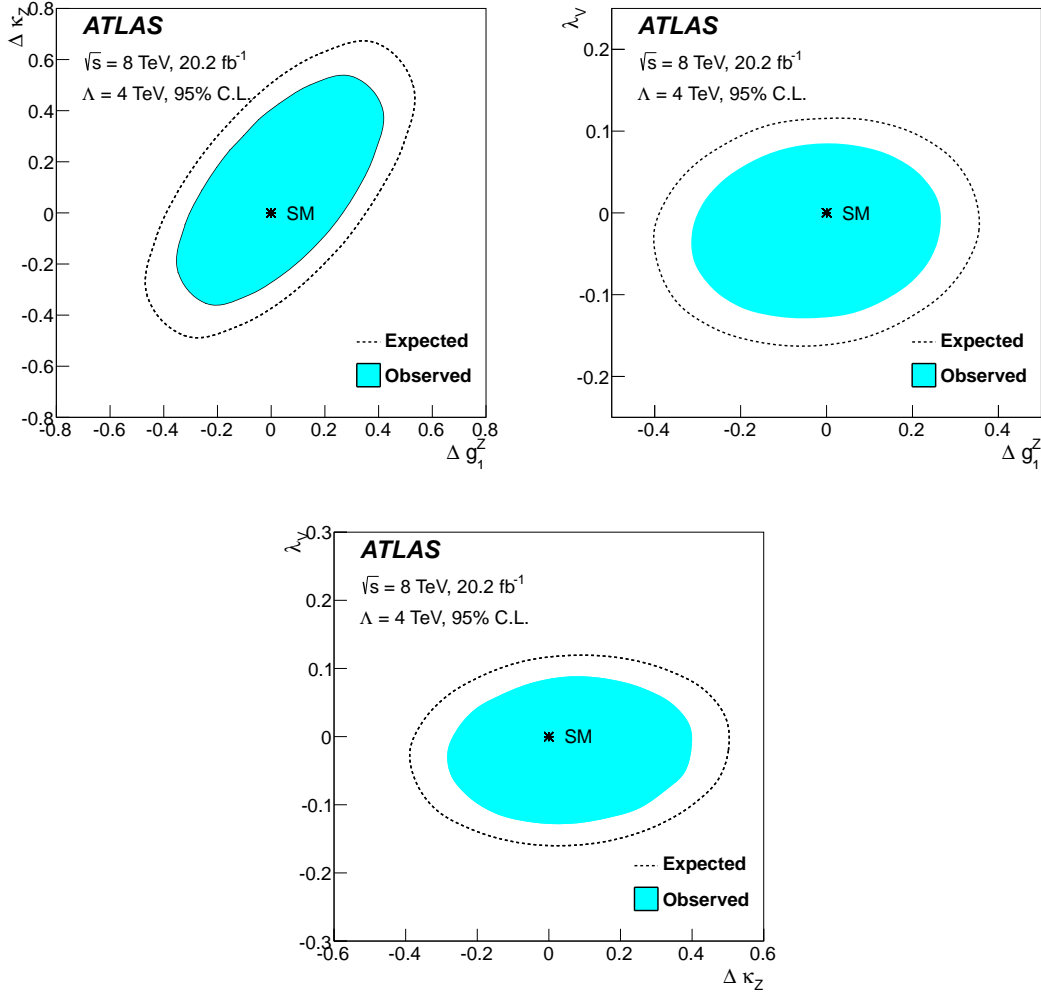 Δ κ_Z
0.8
0.6
0.4
0.2
0
-0.2
-0.4
-0.6
-0.8
ATLAS
√s = 8 TeV, 20.2 fb⁻¹
Λ = 4 TeV, 95% C.L.
SM
Expected
Observed
-0.8 -0.6 -0.4 -0.2 0 0.2 0.4 0.6 0.8
Δ g₁ᶻ
λ_V
0.2
0.1
0
-0.1
-0.2
ATLAS
√s = 8 TeV, 20.2 fb⁻¹
Λ = 4 TeV, 95% C.L.
SM
Expected
Observed
-0.4 -0.2 0 0.2 0.4
Δ g₁ᶻ
λ_V
0.3
0.2
0.1
0
-0.1
-0.2
-0.3
ATLAS
√s = 8 TeV, 20.2 fb⁻¹
Λ = 4 TeV, 95% C.L.
SM
Expected
Observed
-0.6 -0.4 -0.2 0 0.2 0.4 0.6
Δ κ_Z